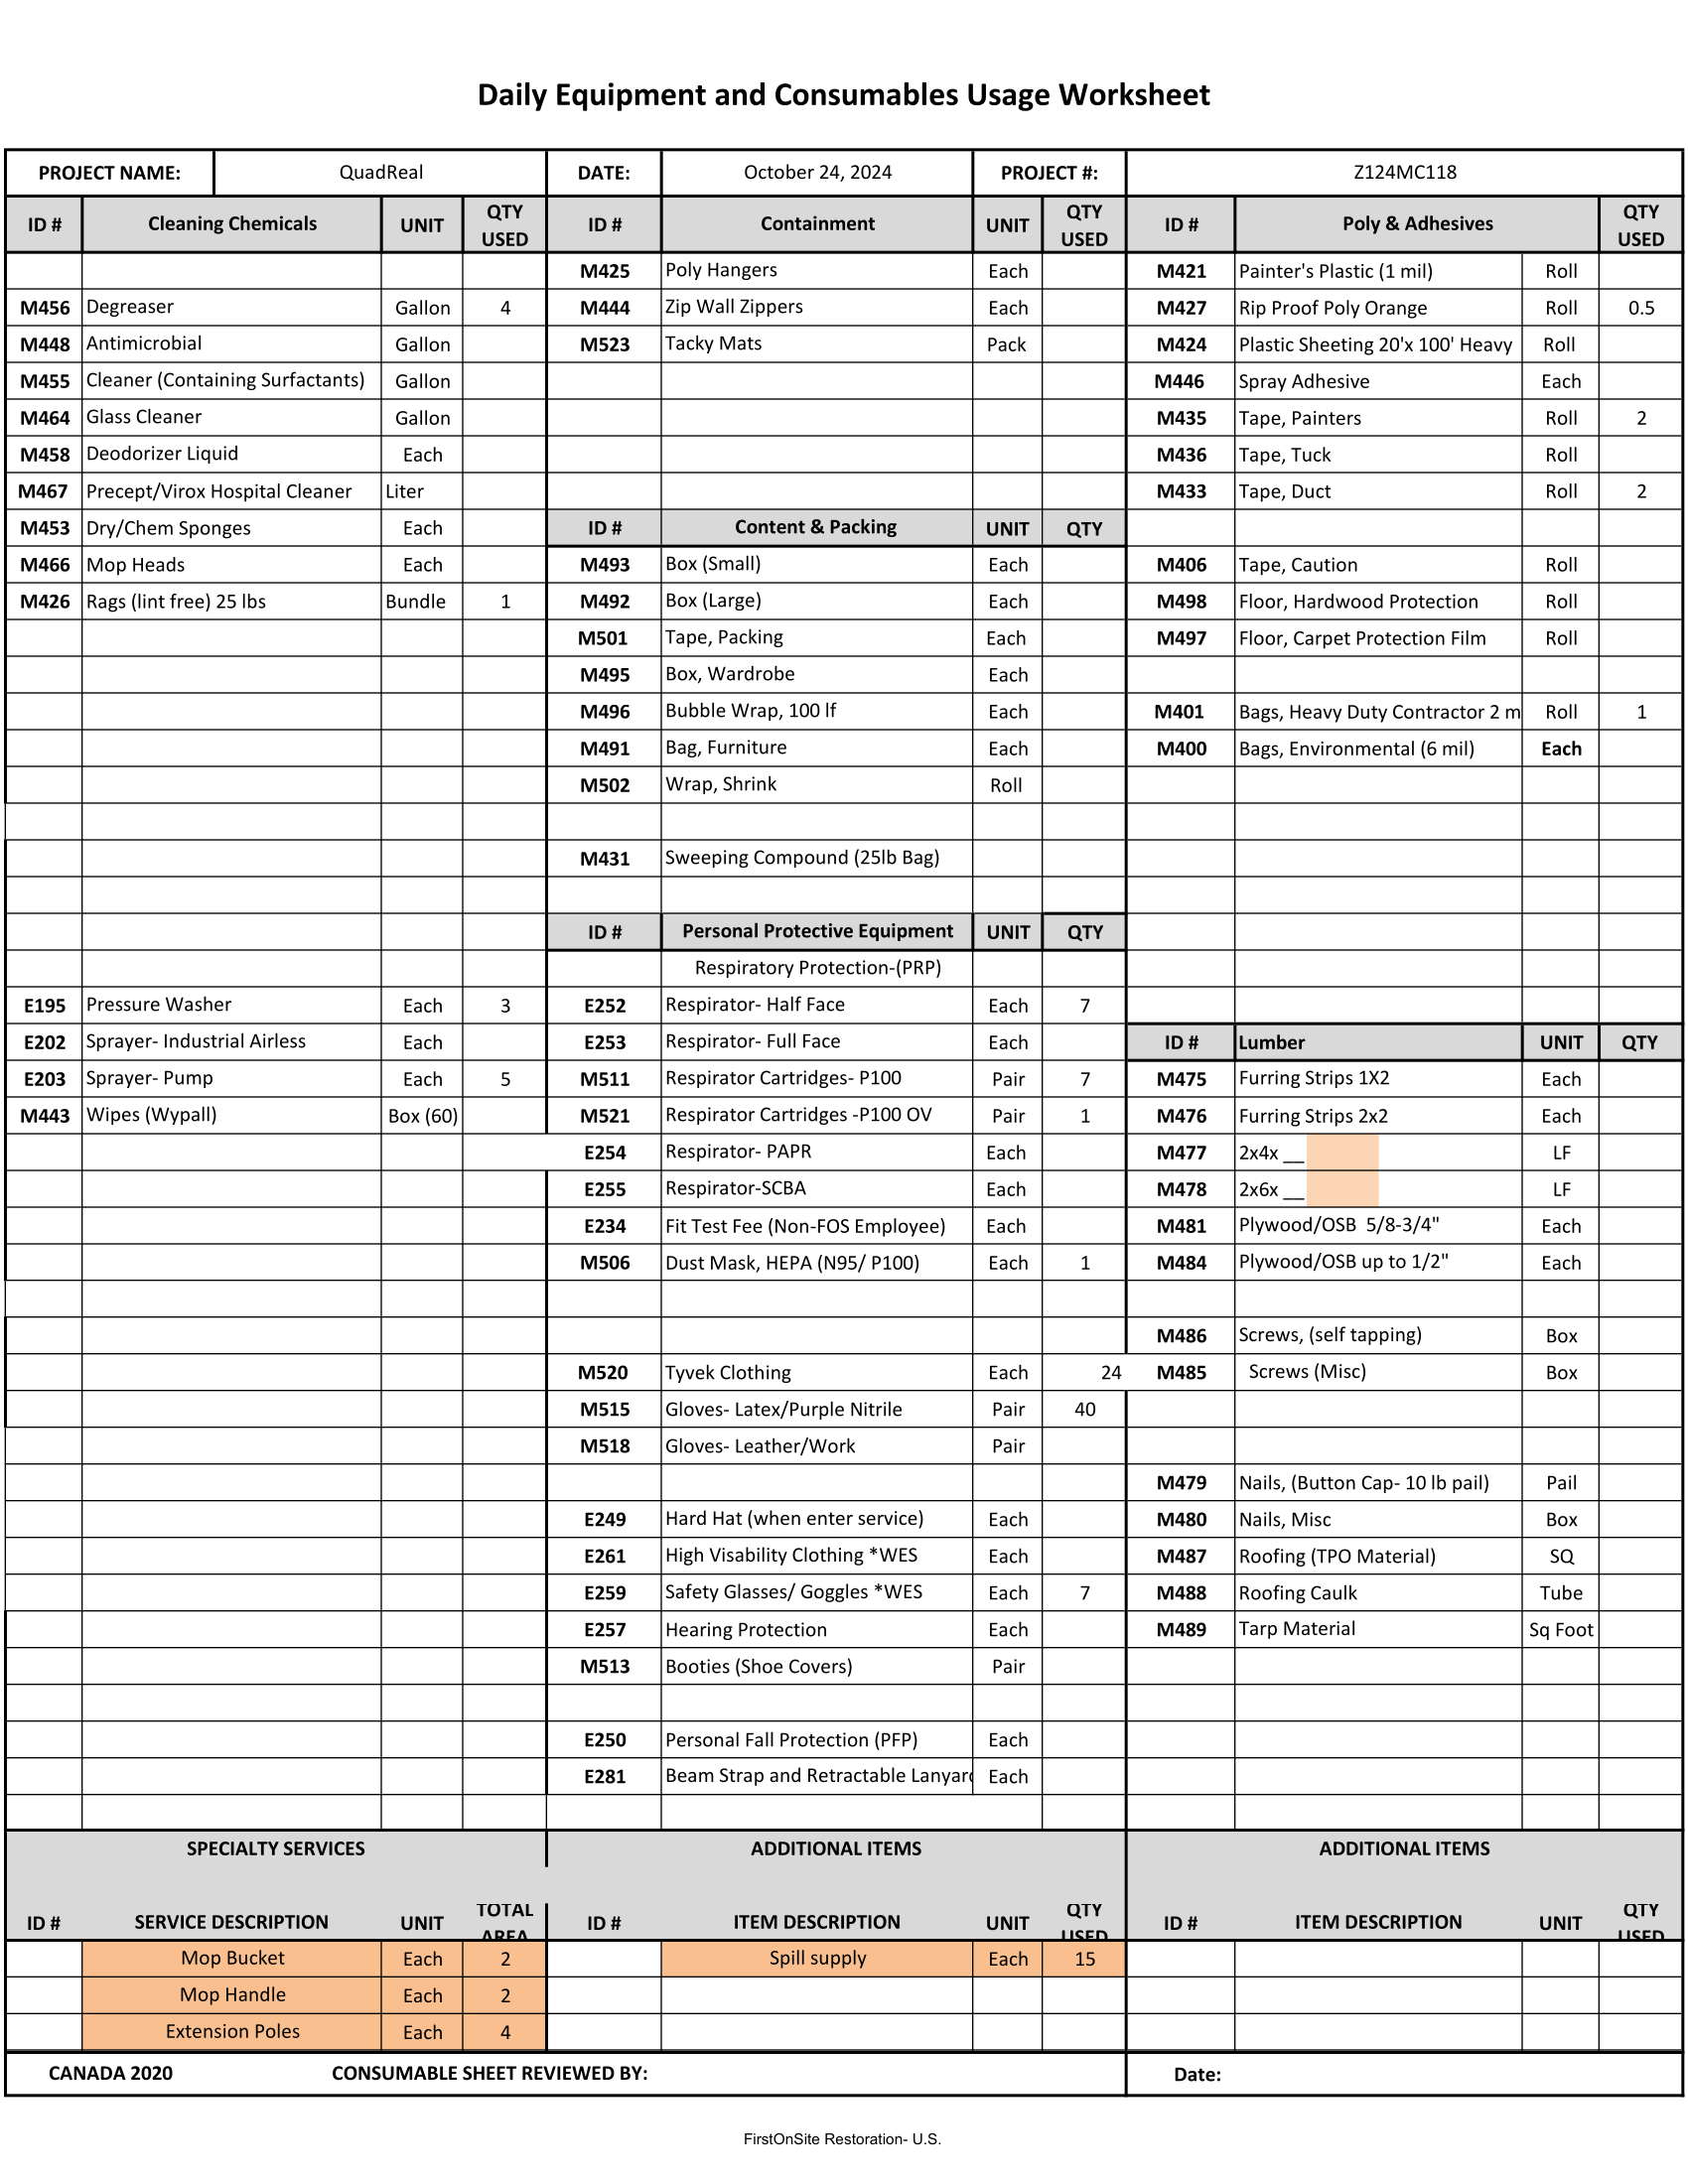 Daily Equipment and Consumables Usage Worksheet
PROJECT NAME: QuadReal DATE: October 24, 2024 PROJECT #: Z124MC118
ID # Cleaning Chemicals UNIT QTY USED ID # Containment UNIT QTY USED ID # Poly & Adhesives QTY USED
M425 Poly Hangers Each M421 Painter's Plastic (1 mil) Roll
M456 Degreaser Gallon 4 M444 Zip Wall Zippers Each M427 Rip Proof Poly Orange Roll 0.5
M448 Antimicrobial Gallon M523 Tacky Mats Pack M424 Plastic Sheeting 20'x 100' Heavy Roll
M455 Cleaner (Containing Surfactants) Gallon M446 Spray Adhesive Each
M464 Glass Cleaner Gallon M435 Tape, Painters Roll 2
M458 Deodorizer Liquid Each M436 Tape, Tuck Roll
M467 Precept/Virox Hospital Cleaner Liter M433 Tape, Duct Roll 2
M453 Dry/Chem Sponges Each ID # Content & Packing UNIT QTY
M466 Mop Heads Each M493 Box (Small) Each M406 Tape, Caution Roll
M426 Rags (lint free) 25 lbs Bundle 1 M492 Box (Large) Each M498 Floor, Hardwood Protection Roll
M501 Tape, Packing Each M497 Floor, Carpet Protection Film Roll
M495 Box, Wardrobe Each
M496 Bubble Wrap, 100 lf Each M401 Bags, Heavy Duty Contractor 2 m Roll 1
M491 Bag, Furniture Each M400 Bags, Environmental (6 mil) Each
M502 Wrap, Shrink Roll
M431 Sweeping Compound (25lb Bag)
ID # Personal Protective Equipment UNIT QTY
Respiratory Protection-(PRP)
E195 Pressure Washer Each 3 E252 Respirator- Half Face Each 7
E202 Sprayer- Industrial Airless Each E253 Respirator- Full Face Each ID # Lumber UNIT QTY
E203 Sprayer- Pump Each 5 M511 Respirator Cartridges- P100 Pair 7 M475 Furring Strips 1X2 Each
M443 Wipes (Wypall) Box (60) M521 Respirator Cartridges -P100 OV Pair 1 M476 Furring Strips 2x2 Each
E254 Respirator- PAPR Each M477 2x4x __ LF
E255 Respirator-SCBA Each M478 2x6x __ LF
E234 Fit Test Fee (Non-FOS Employee) Each M481 Plywood/OSB 5/8-3/4" Each
M506 Dust Mask, HEPA (N95/ P100) Each 1 M484 Plywood/OSB up to 1/2" Each
M486 Screws, (self tapping) Box
M520 Tyvek Clothing Each 24 M485 Screws (Misc) Box
M515 Gloves- Latex/Purple Nitrile Pair 40
M518 Gloves- Leather/Work Pair
M479 Nails, (Button Cap- 10 lb pail) Pail
E249 Hard Hat (when enter service) Each M480 Nails, Misc Box
E261 High Visability Clothing *WES Each M487 Roofing (TPO Material) SQ
E259 Safety Glasses/ Goggles *WES Each 7 M488 Roofing Caulk Tube
E257 Hearing Protection Each M489 Tarp Material Sq Foot
M513 Booties (Shoe Covers) Pair
E250 Personal Fall Protection (PFP) Each
E281 Beam Strap and Retractable Lanyard Each
SPECIALTY SERVICES ADDITIONAL ITEMS ADDITIONAL ITEMS
ID # SERVICE DESCRIPTION UNIT TOTAL AREA ID # ITEM DESCRIPTION UNIT QTY USED ID # ITEM DESCRIPTION UNIT QTY USED
Mop Bucket Each 2 Spill supply Each 15
Mop Handle Each 2
Extension Poles Each 4
CANADA 2020 CONSUMABLE SHEET REVIEWED BY: Date:
FirstOnSite Restoration- U.S.